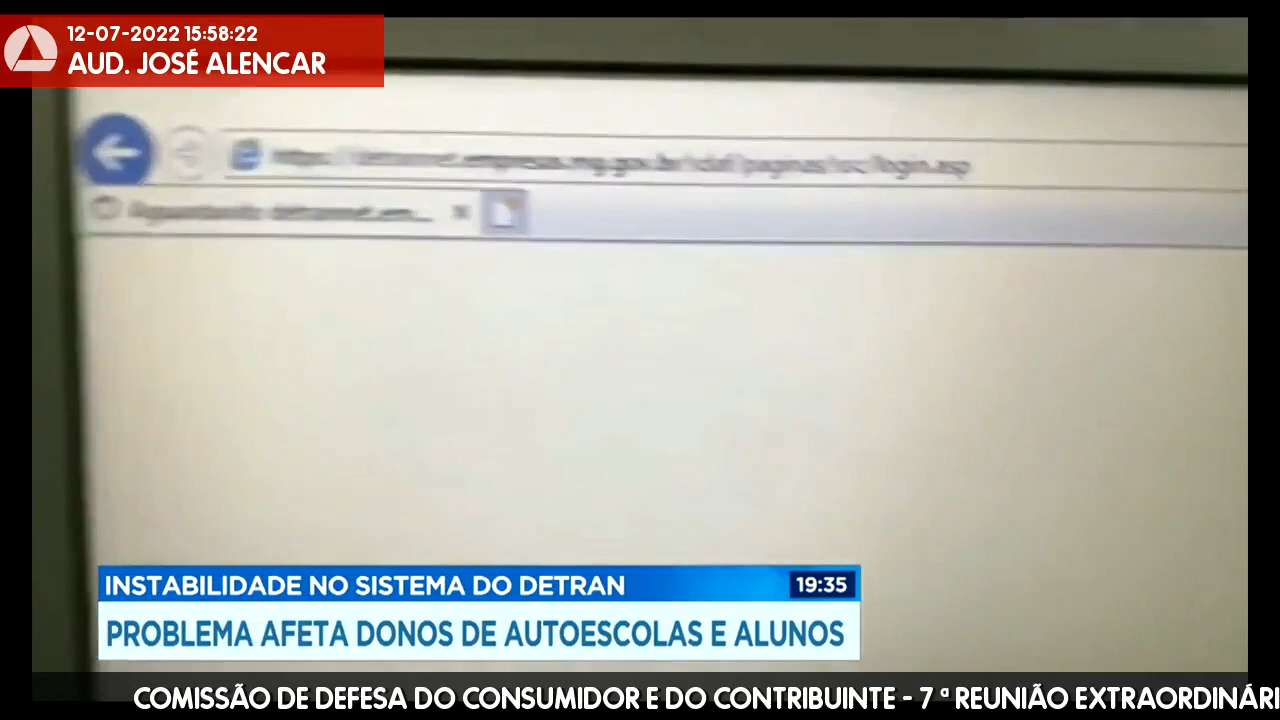 12-07-2022 15:58:22
AUD. JOSÉ ALENCAR
INSTABILIDADE NO SISTEMA DO DETRAN
19:35
PROBLEMA AFETA DONOS DE AUTOESCOLAS E ALUNOS
COMISSÃO DE DEFESA DO CONSUMIDOR E DO CONTRIBUINTE - 7 ª REUNIÃO EXTRAORDINÁRI